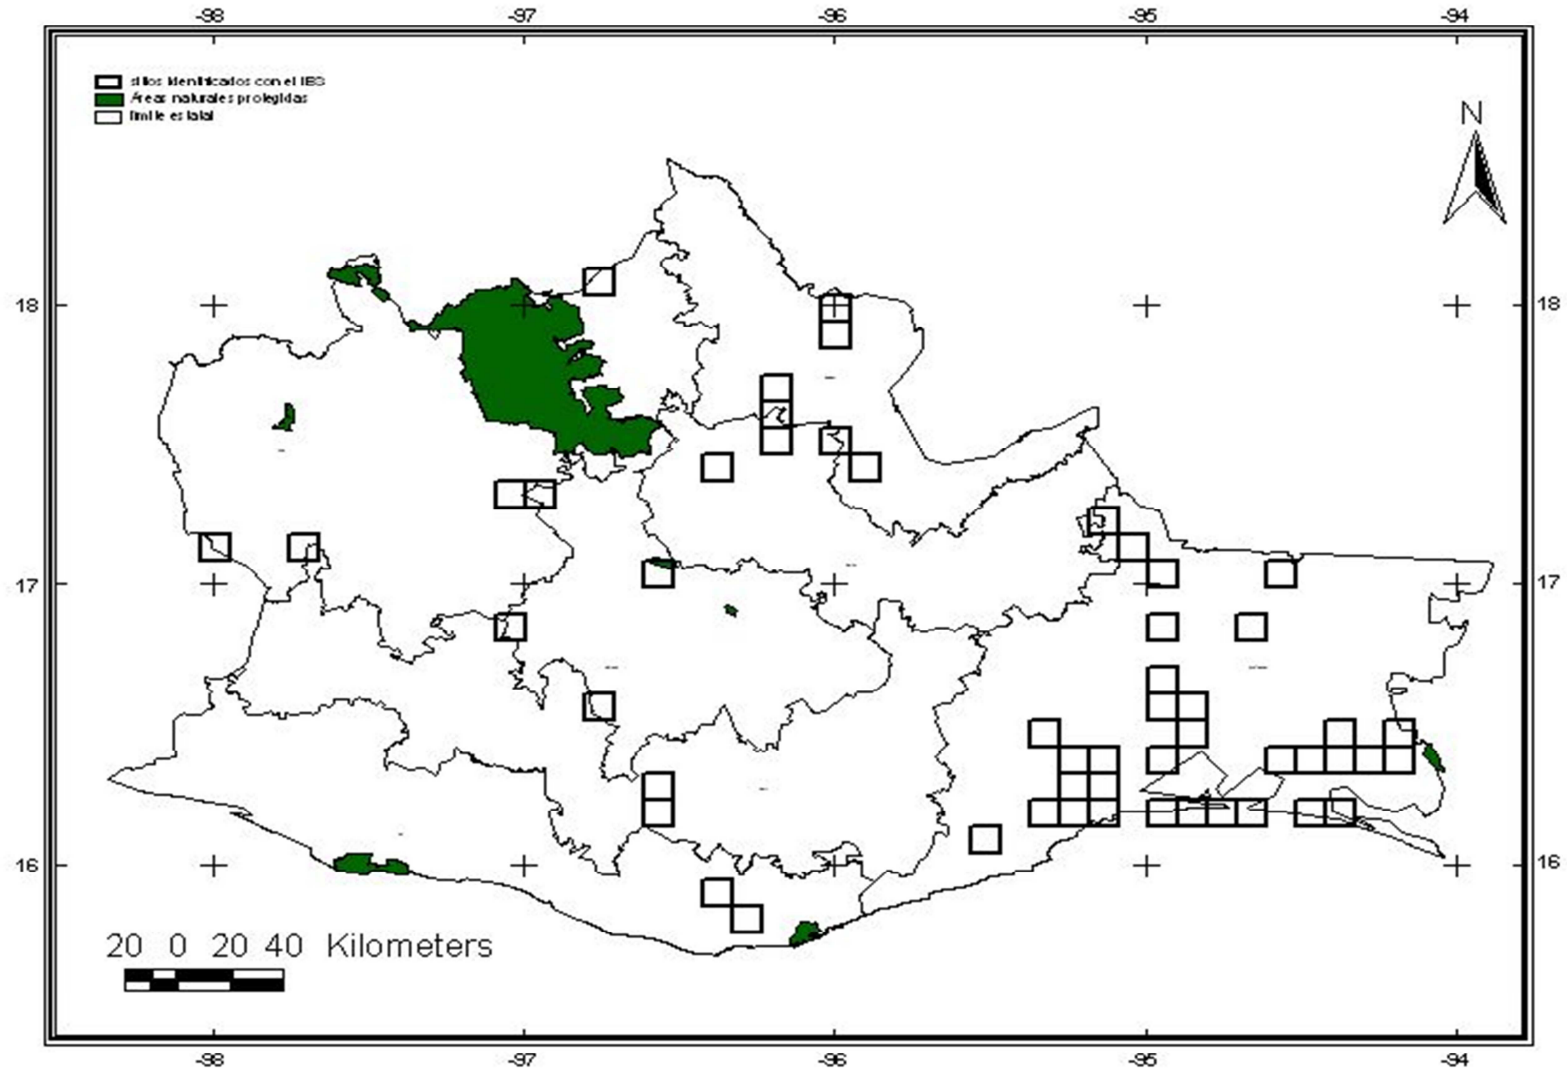 -98 -97 -96 -95 -94
sitios identificados con el IBS
Áreas naturales protegidas
límite estatal
N
18 18
17 17
16 16
20 0 20 40 Kilometers
-98 -97 -96 -95 -94